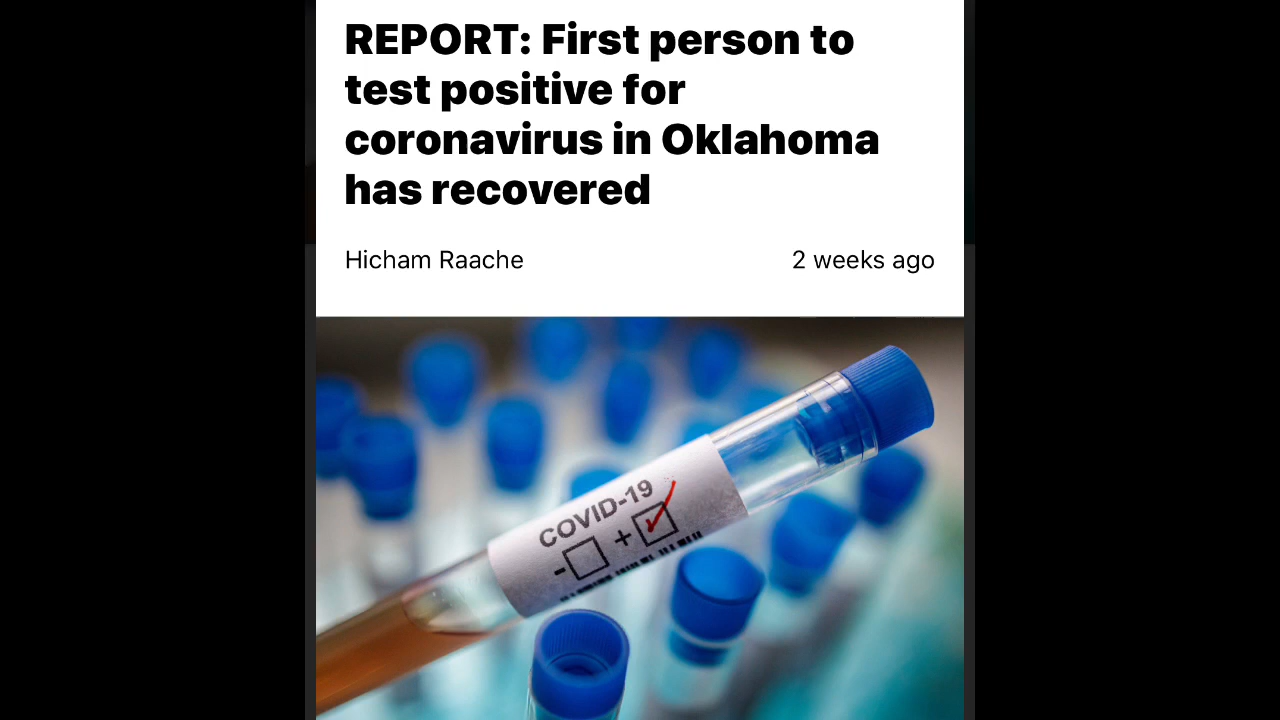 REPORT: First person to
test positive for
coronavirus in Oklahoma
has recovered
Hicham Raache
2 weeks ago
COVID-19
- +